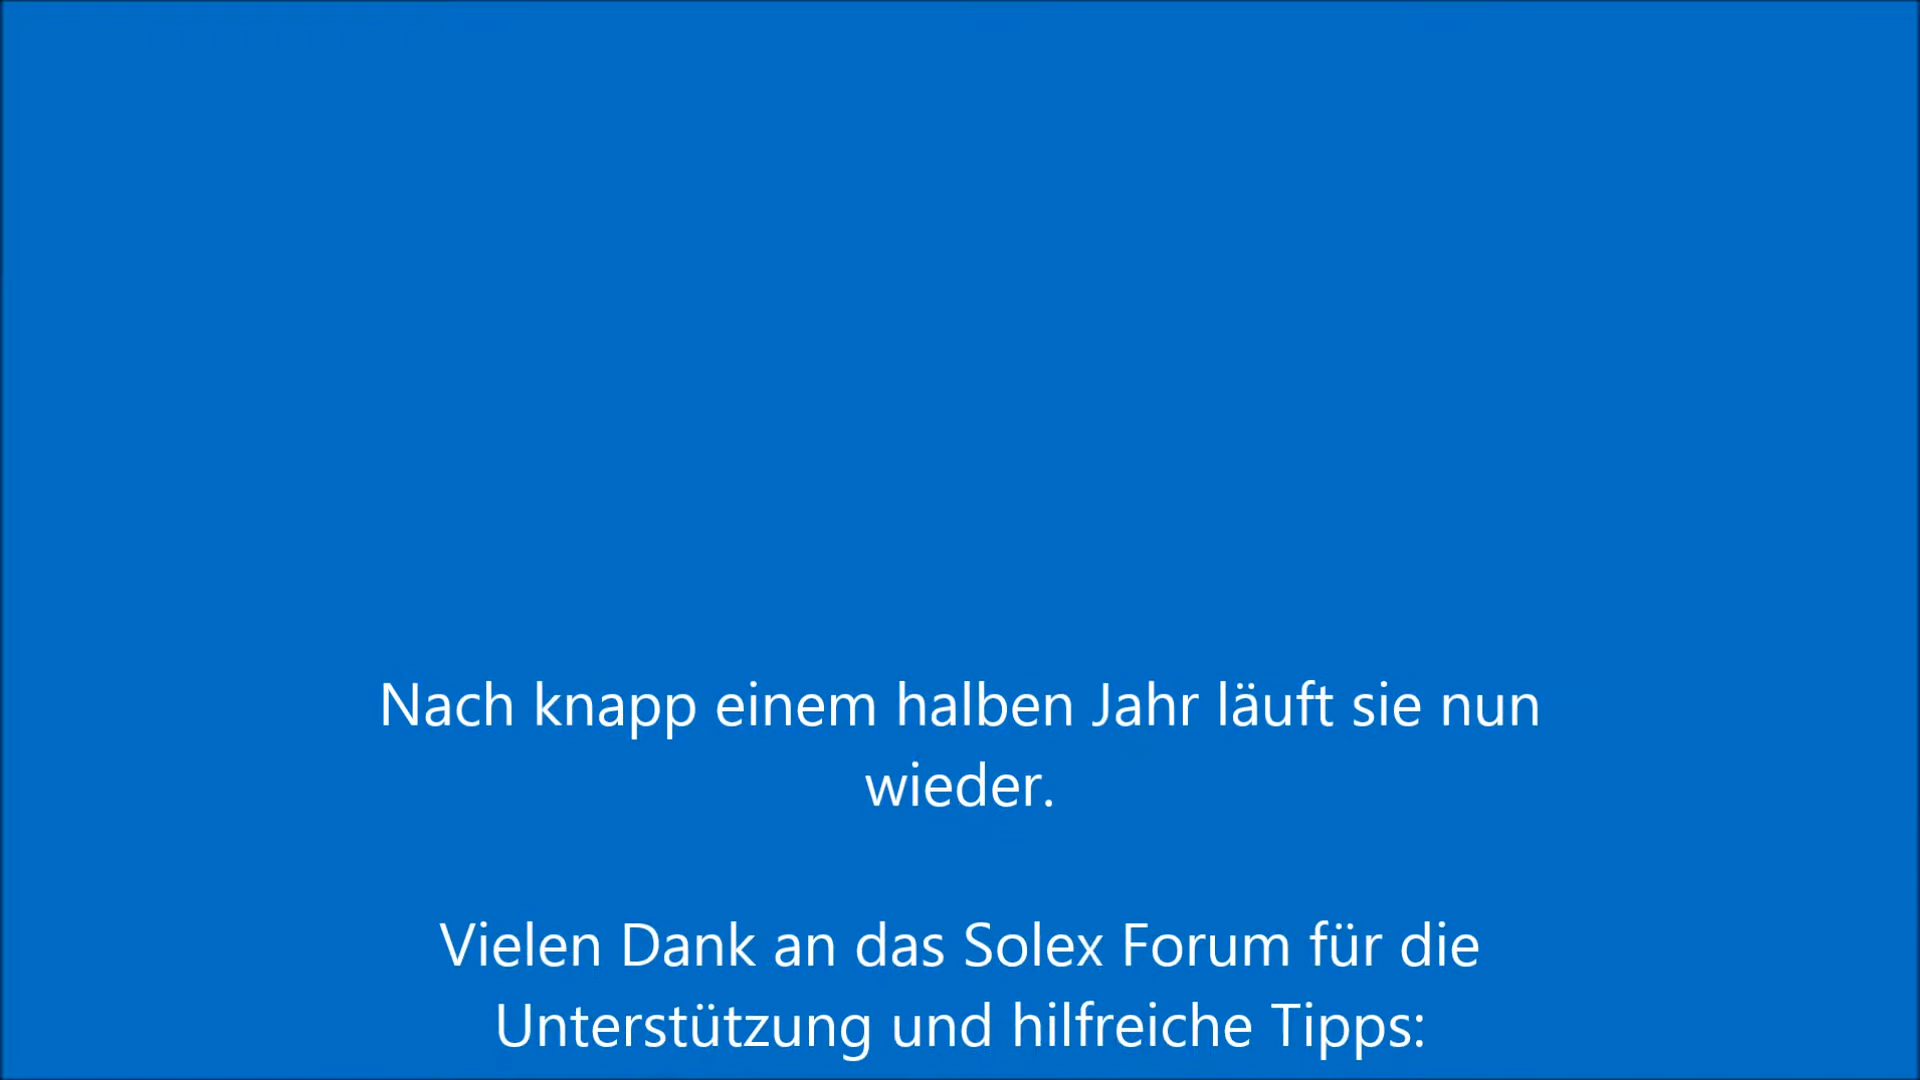 Nach knapp einem halben Jahr läuft sie nun
wieder.
Vielen Dank an das Solex Forum für die
Unterstützung und hilfreiche Tipps: